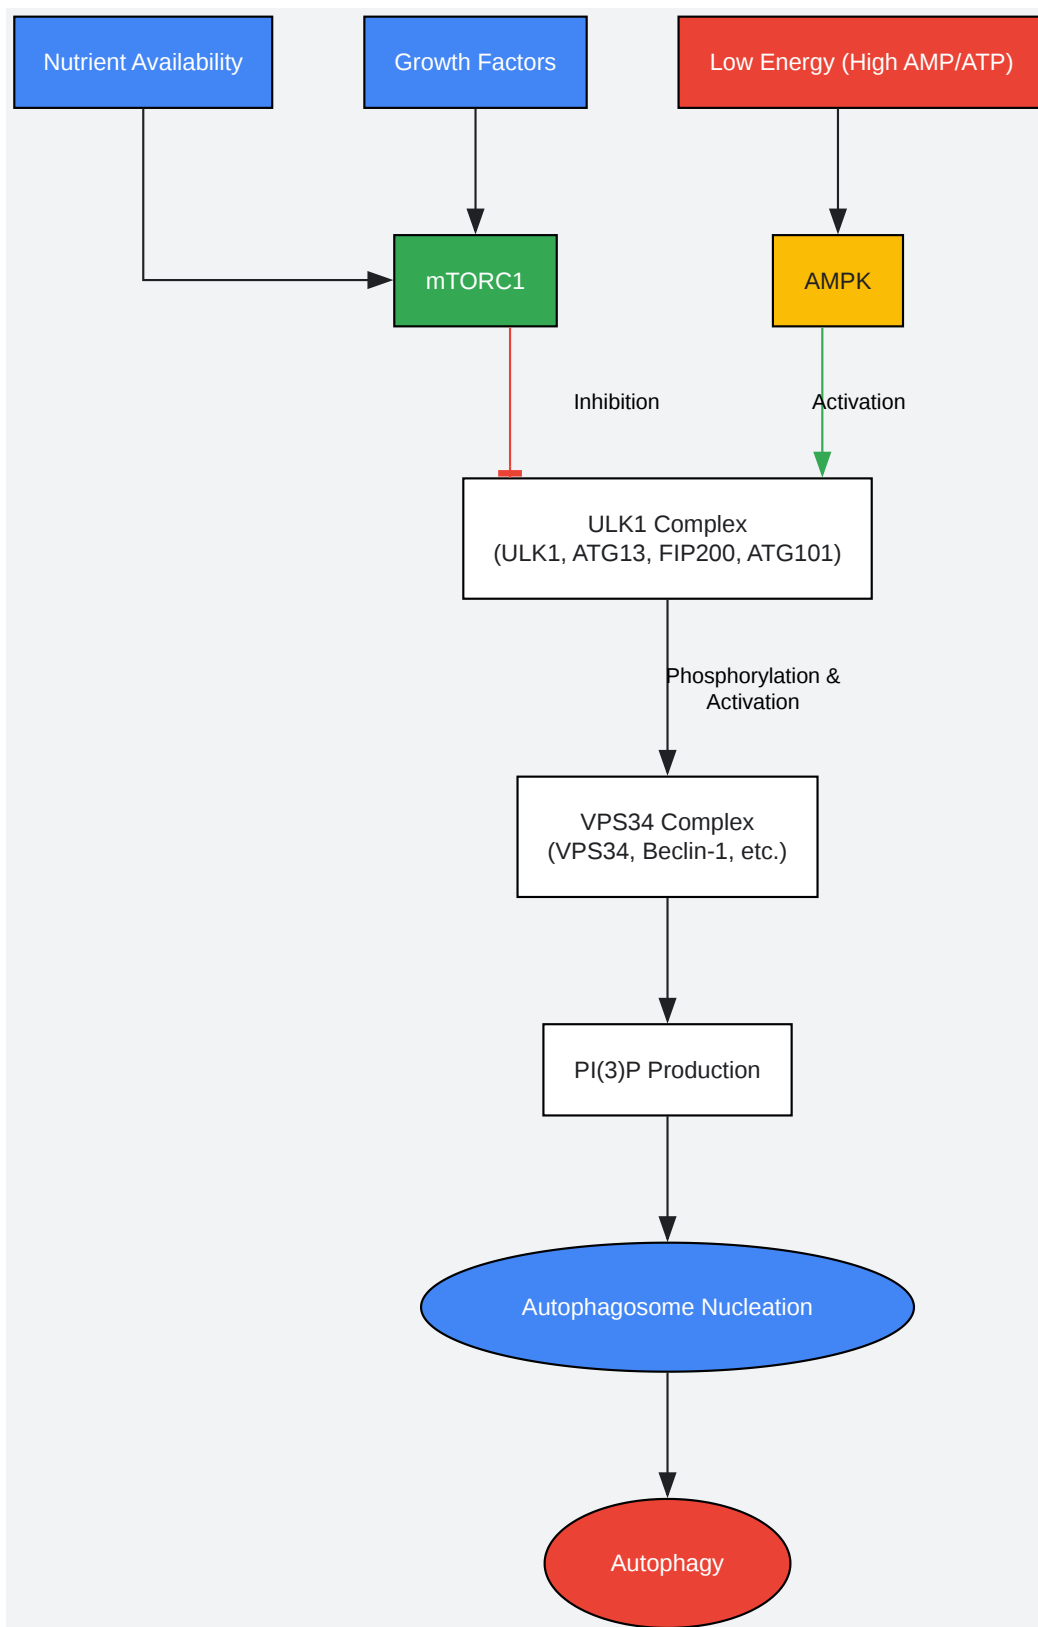 Nutrient Availability
Growth Factors
Low Energy (High AMP/ATP)
mTORC1
AMPK
Inhibition
Activation
ULK1 Complex
(ULK1, ATG13, FIP200, ATG101)
Phosphorylation &
Activation
VPS34 Complex
(VPS34, Beclin-1, etc.)
PI(3)P Production
Autophagosome Nucleation
Autophagy